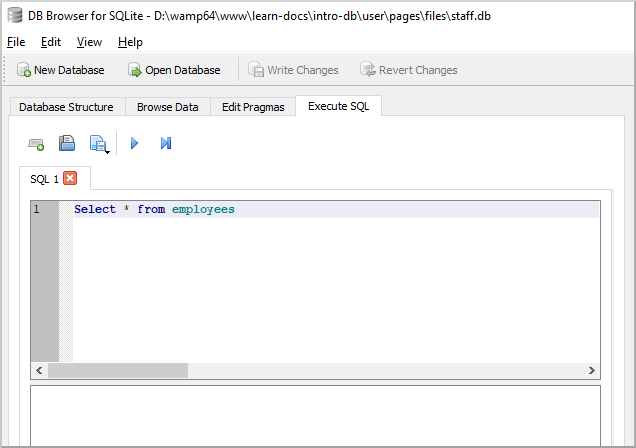 DB Browser for SQLite - D:\wamp64\www\learn-docs\intro-db\user\pages\files\staff.db
File Edit View Help
New Database Open Database Write Changes Revert Changes
Database Structure Browse Data Edit Pragmas Execute SQL
SQL 1
1 Select * from employees